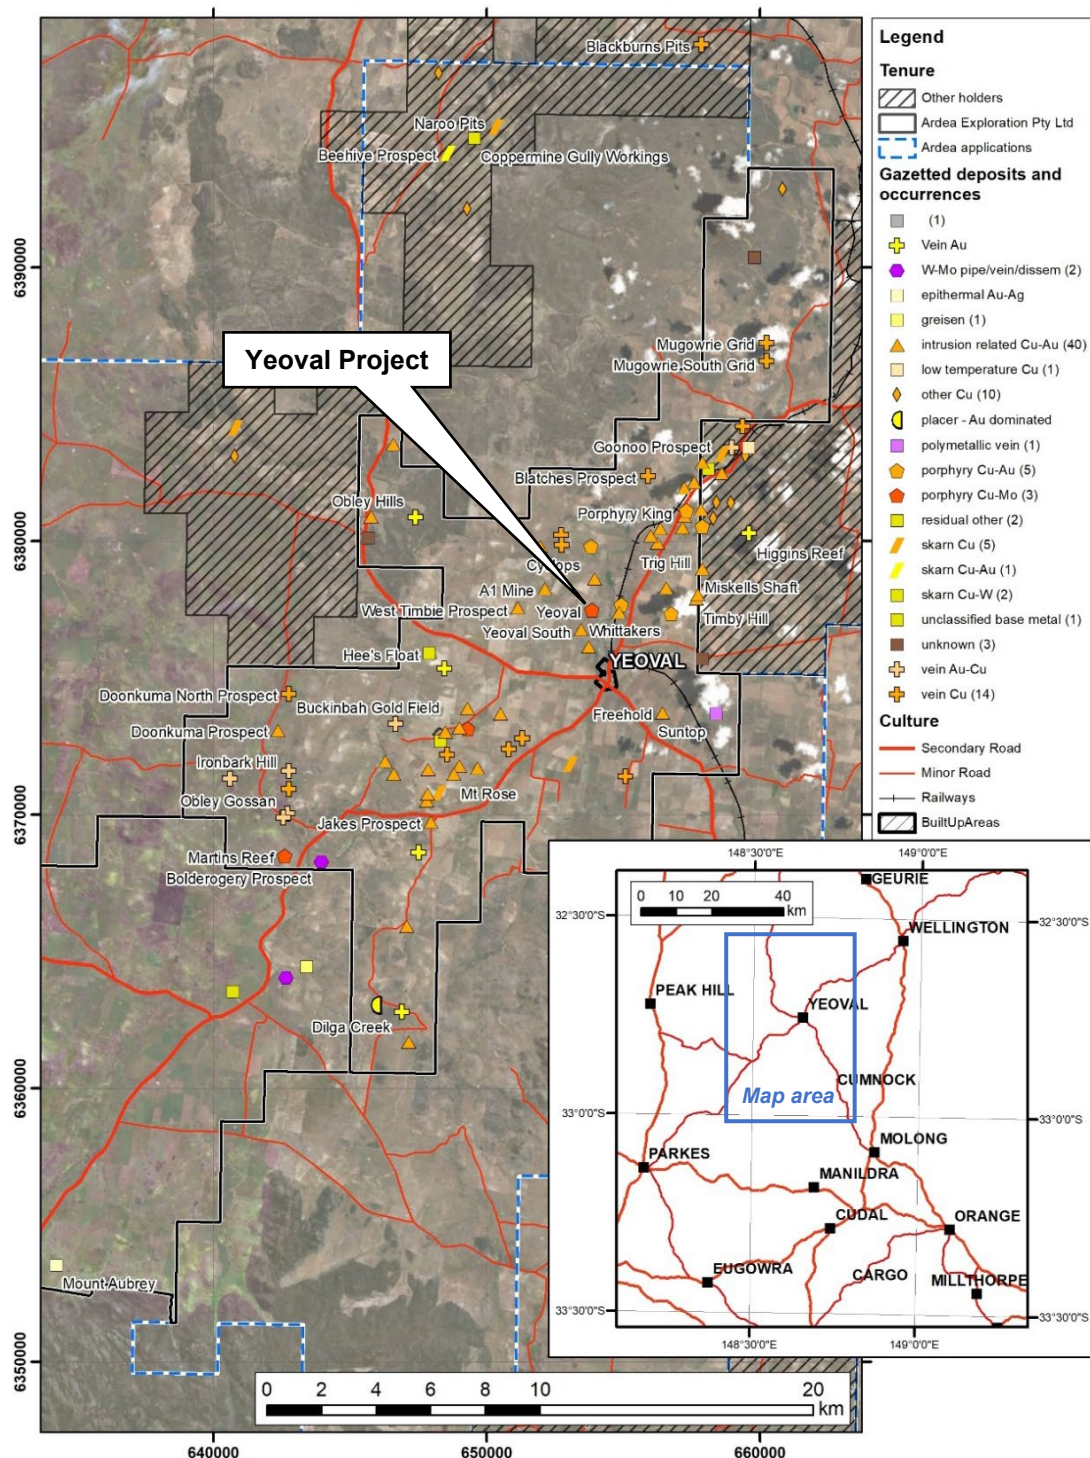 Blackburns Pits
Naroo Pits
Beehive Prospect
Coppermine Gully Workings
6390000
Yeoval Project
Mugowrie Grid
Mugowrie South Grid
Goonoo Prospect
Blatches Prospect
Obley Hills
Porphyry King
6380000
Cyclops
Trig Hill
Higgins Reef
A1 Mine
Miskells Shaft
West Timbie Prospect
Yeoval
Timby Hill
Yeoval South
Whittakers
Hee's Float
YEOVAL
Doonkuma North Prospect
Buckinbah Gold Field
Freehold
Doonkuma Prospect
Suntop
Ironbark Hill
Obley Gossan
Mt Rose
6370000
Jakes Prospect
Martins Reef
Bolderogery Prospect
Dilga Creek
6360000
Mount Aubrey
6350000
0 2 4 6 8 10 20
km
640000 650000 660000
Legend
Tenure
Other holders
Ardea Exploration Pty Ltd
Ardea applications
Gazetted deposits and
occurrences
(1)
Vein Au
W-Mo pipe/vein/dissem (2)
epithermal Au-Ag
greisen (1)
intrusion related Cu-Au (40)
low temperature Cu (1)
other Cu (10)
placer - Au dominated
polymetallic vein (1)
porphyry Cu-Au (5)
porphyry Cu-Mo (3)
residual other (2)
skarn Cu (5)
skarn Cu-Au (1)
skarn Cu-W (2)
unclassified base metal (1)
unknown (3)
vein Au-Cu
vein Cu (14)
Culture
Secondary Road
Minor Road
Railways
BuiltUpAreas
148°30'0"E 149°0'0"E
0 10 20 40
km
GEURIE
32°30'0"S
32°30'0"S
WELLINGTON
PEAK HILL
YEOVAL
CUMNOCK
Map area
33°0'0"S
33°0'0"S
MOLONG
PARKES
MANILDRA
CUDAL
ORANGE
EUGOWRA
CARGO
MILLTHORPE
33°30'0"S
33°30'0"S
148°30'0"E 149°0'0"E